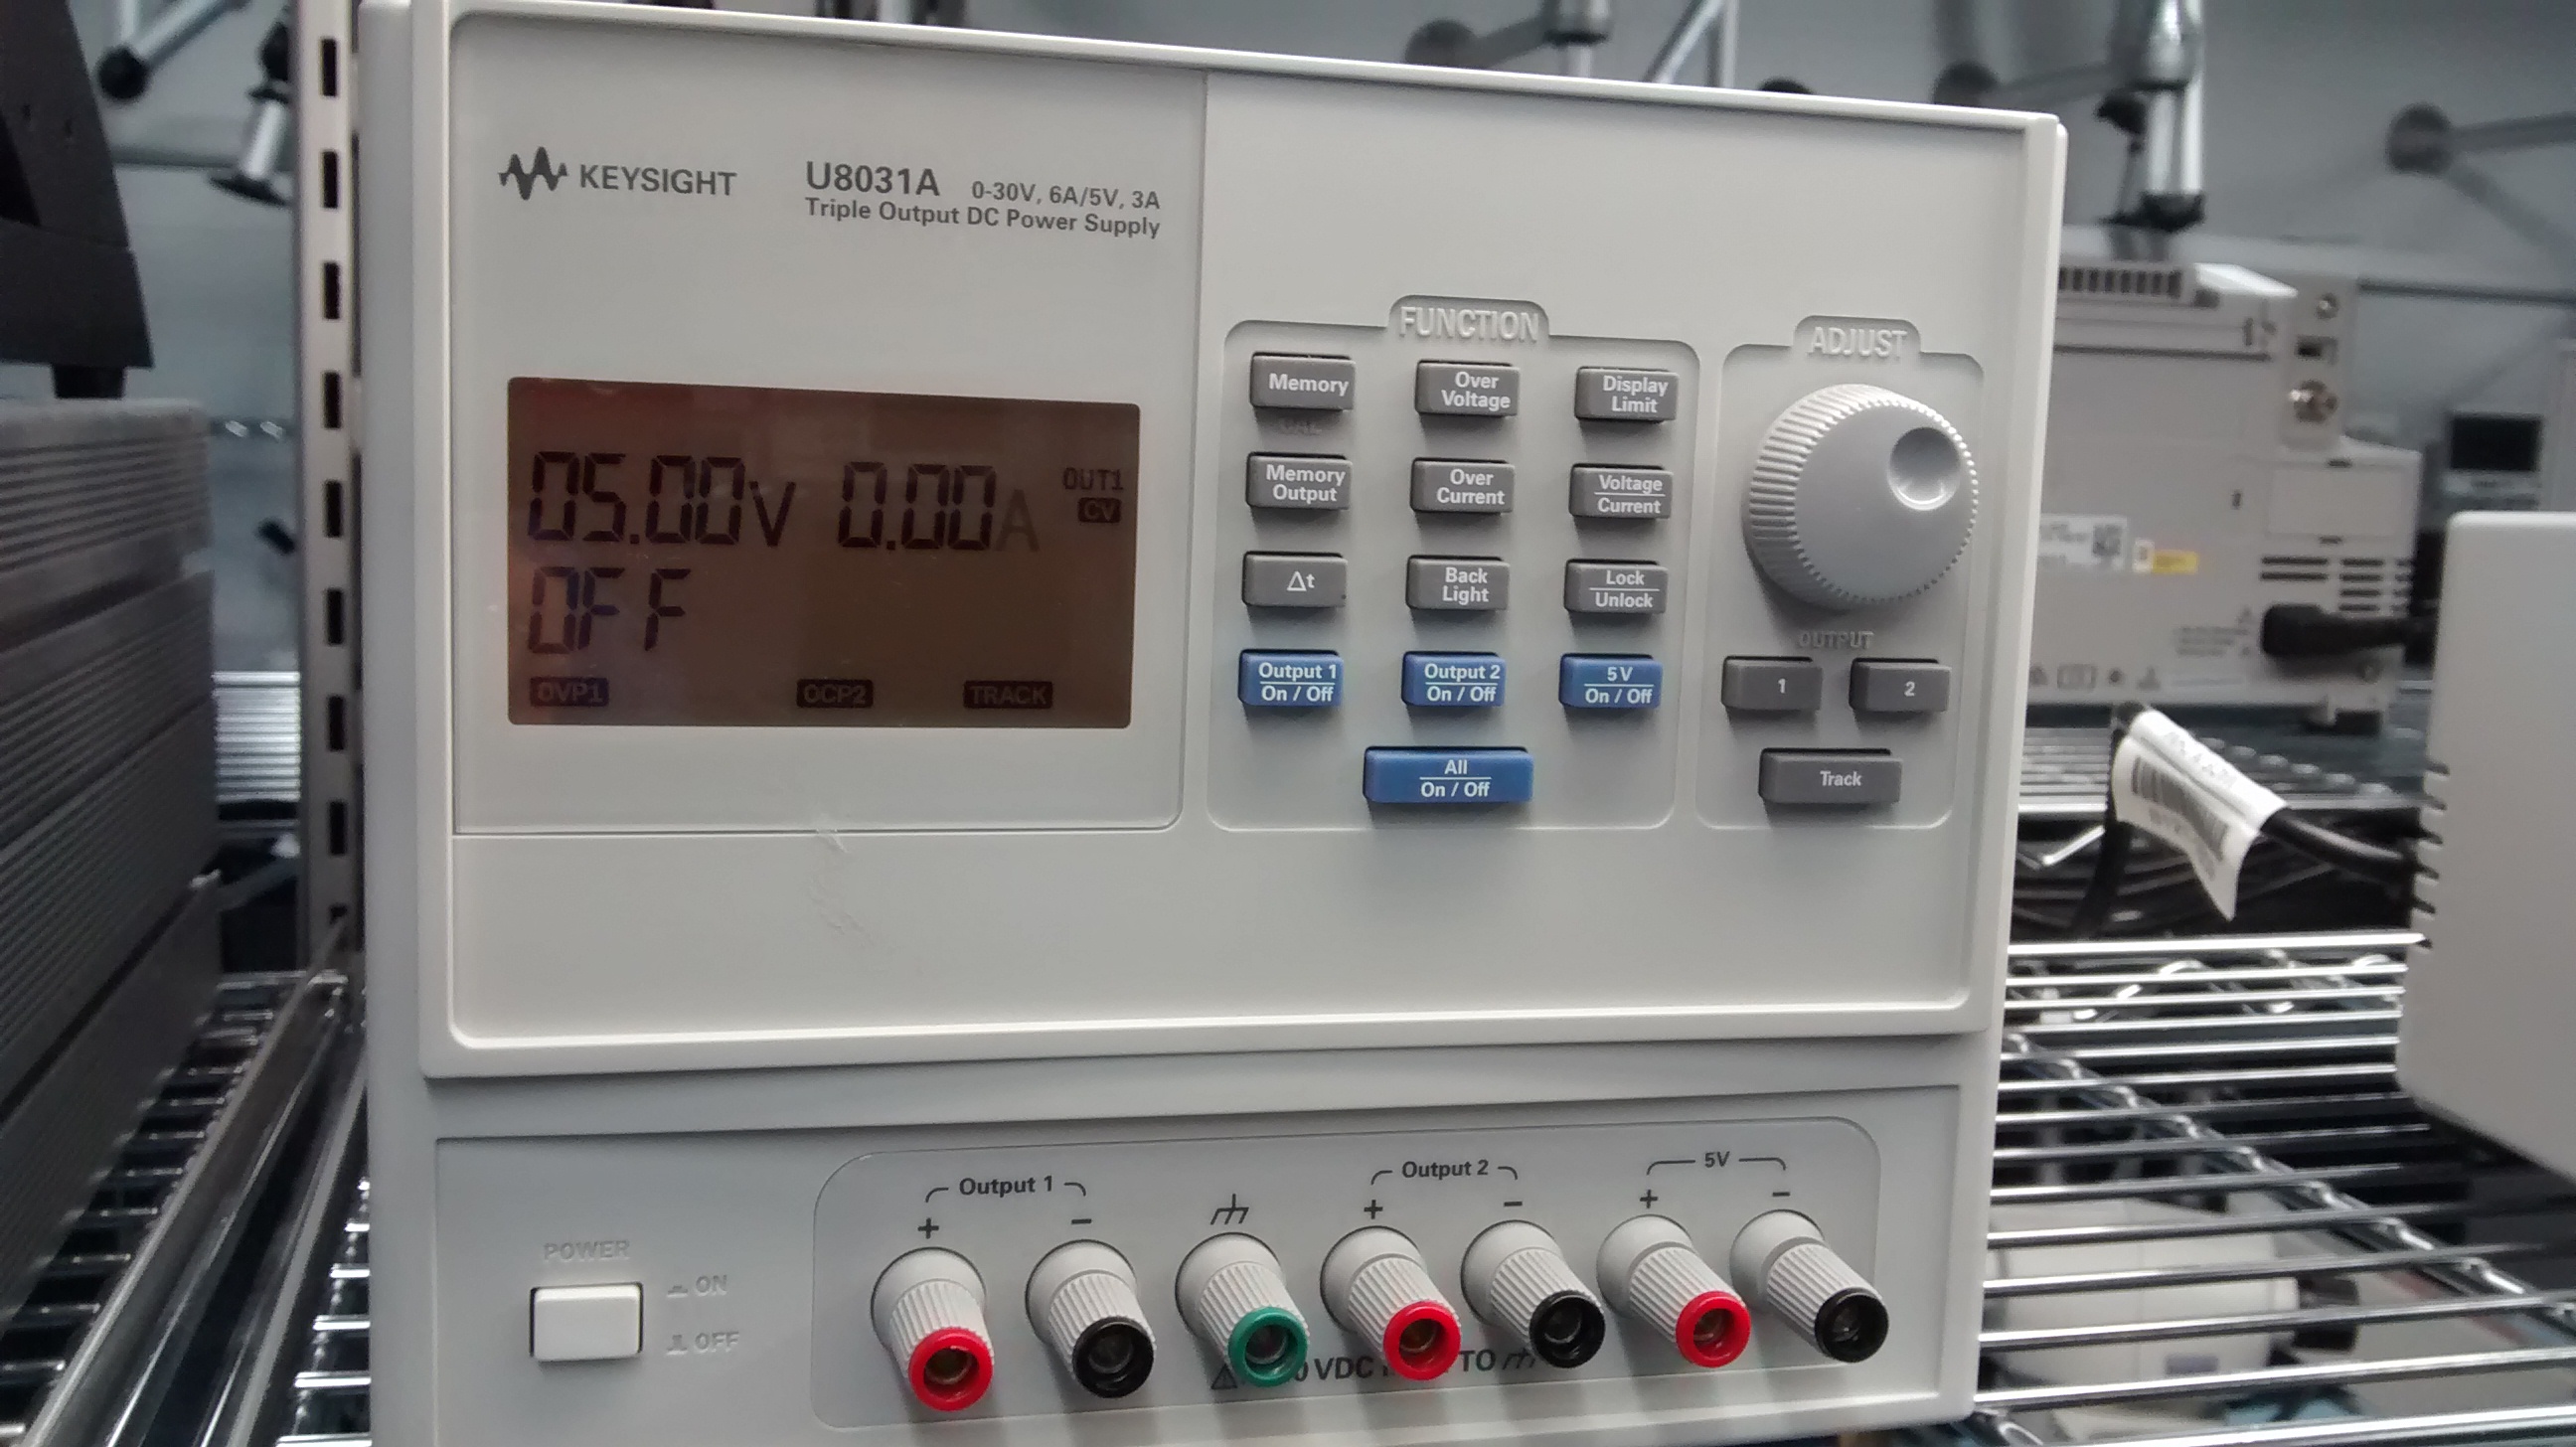 KEYSIGHT
U8031A 0-30V, 6A/5V, 3A
Triple Output DC Power Supply
05.00V 0.00A OUT1
CV
OFF
OVP1 OCP2 TRACK
FUNCTION
Memory
Over Voltage
Display Limit
CAL
Memory Output
Over Current
Voltage Current
Δt
Back Light
Lock Unlock
Output 1 On / Off
Output 2 On / Off
5V On / Off
All On / Off
ADJUST
OUTPUT
1 2
Track
POWER
ON
OFF
Output 1
+ −
Output 2
+ −
5V
+ −
VDC TO